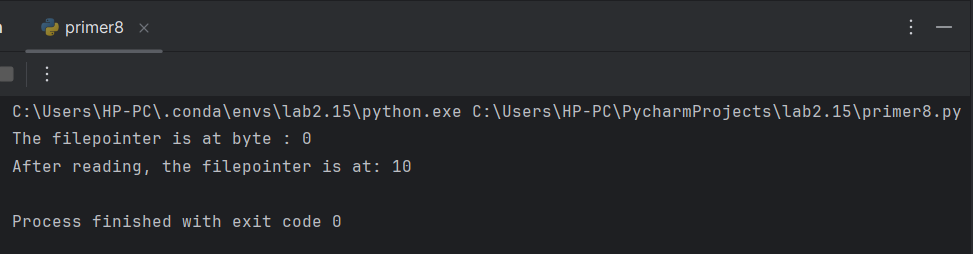 primer8
C:\Users\HP-PC\.conda\envs\lab2.15\python.exe C:\Users\HP-PC\PycharmProjects\lab2.15\primer8.py
The filepointer is at byte : 0
After reading, the filepointer is at: 10
Process finished with exit code 0